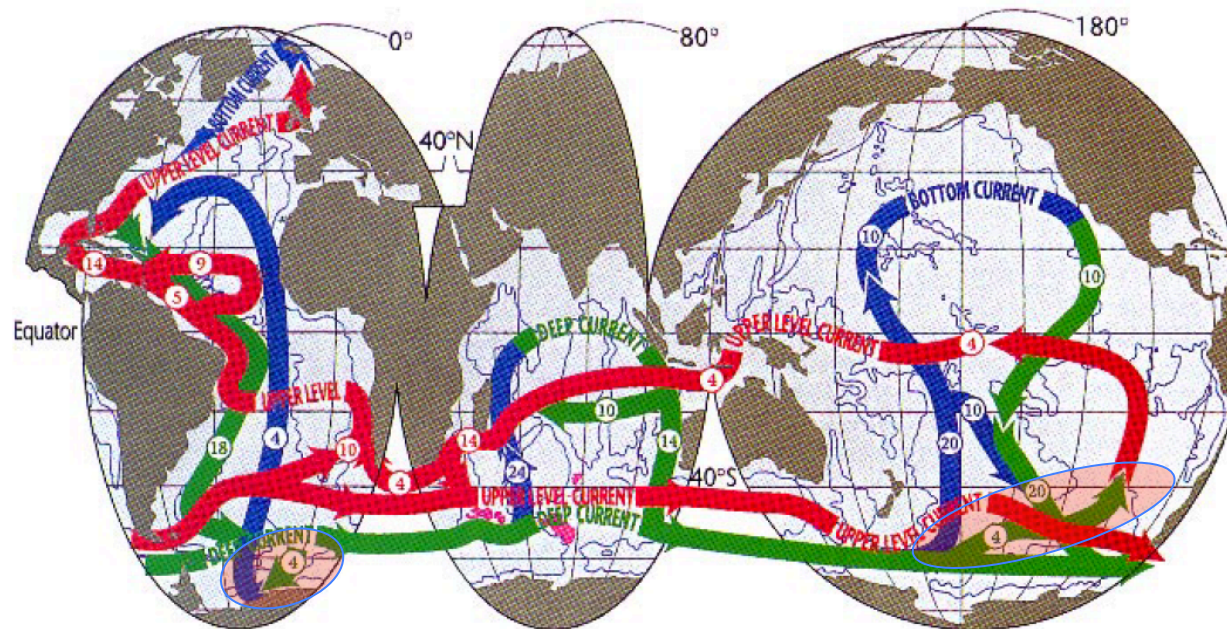 0°
80°
180°
BOTTOM CURRENT
UPPER LEVEL CURRENT
40°N
BOTTOM CURRENT
10
10
14
9
5
Equator
DEEP CURRENT
UPPER LEVEL CURRENT
4
4
UPPER LEVEL
10
10
14
14
18
4
10
20
4
24
40°S
20
UPPER LEVEL CURRENT
DEEP CURRENT
UPPER LEVEL CURRENT
4
DEEP CURRENT
4